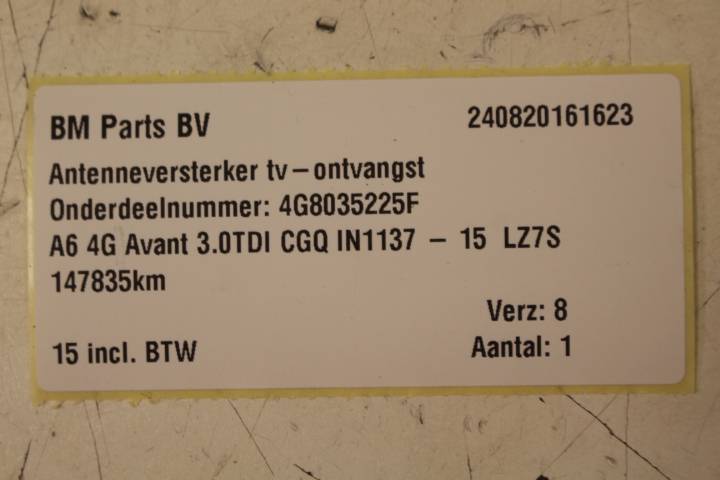 BM Parts BV 240820161623
Antenneversterker tv – ontvangst
Onderdeelnummer: 4G8035225F
A6 4G Avant 3.0TDI CGQ IN1137 – 15 LZ7S
147835km
Verz: 8
15 incl. BTW Aantal: 1